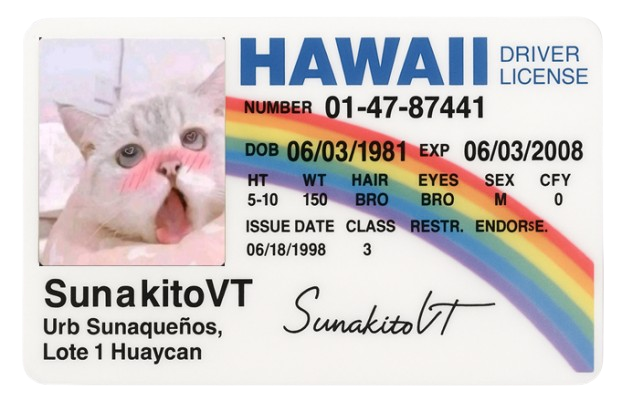 HAWAII DRIVER LICENSE
NUMBER 01-47-87441
DOB 06/03/1981 EXP 06/03/2008
HT WT HAIR EYES SEX CFY
5-10 150 BRO BRO M 0
ISSUE DATE CLASS RESTR. ENDORSE.
06/18/1998 3
SunakitoVT
Urb Sunaqueños,
Lote 1 Huaycan
SunakitoVT